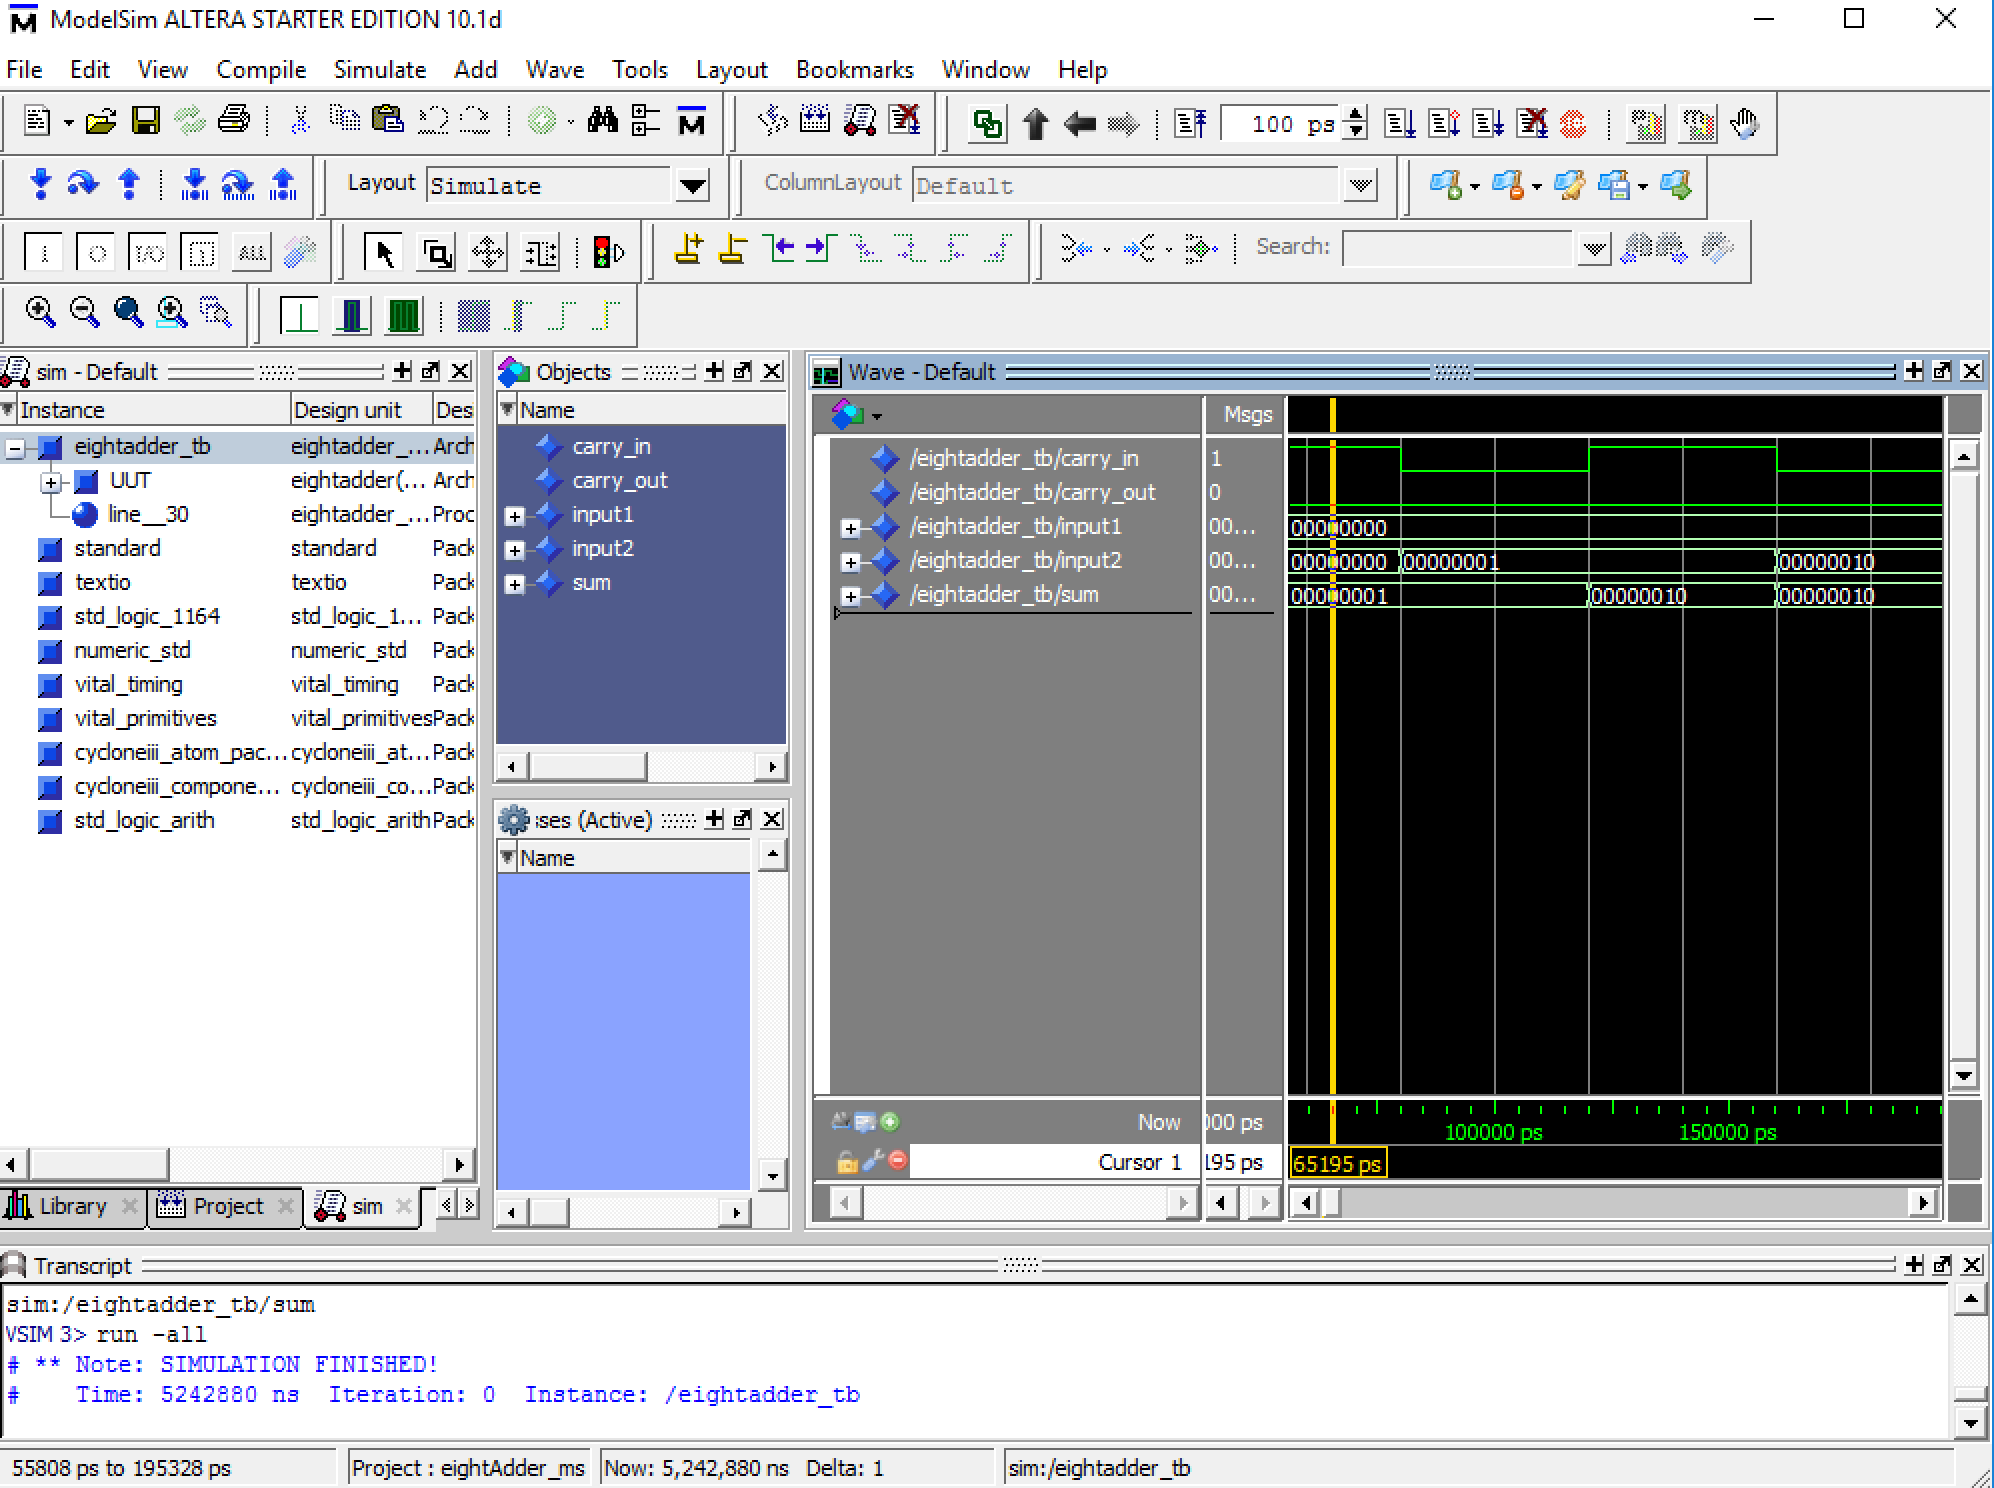 ModelSim ALTERA STARTER EDITION 10.1d
File Edit View Compile Simulate Add Wave Tools Layout Bookmarks Window Help
100 ps
Layout Simulate ColumnLayout Default
ALL Search:
sim - Default
Instance Design unit Des
eightadder_tb eightadder_... Arch
UUT eightadder(... Arch
line__30 eightadder_... Proc
standard standard Pack
textio textio Pack
std_logic_1164 std_logic_1... Pack
numeric_std numeric_std Pack
vital_timing vital_timing Pack
vital_primitives vital_primitives Pack
cycloneiii_atom_pac... cycloneiii_at... Pack
cycloneiii_compone... cycloneiii_co... Pack
std_logic_arith std_logic_arith Pack
Library Project sim
Objects
Name
carry_in
carry_out
input1
input2
sum
sses (Active)
Name
Wave - Default
Msgs
/eightadder_tb/carry_in 1
/eightadder_tb/carry_out 0
/eightadder_tb/input1 00... 00000000
/eightadder_tb/input2 00... 00000000 00000001 00000010
/eightadder_tb/sum 00... 00000001 00000010 00000010
Now 000 ps 100000 ps 150000 ps
Cursor 1 195 ps 65195 ps
Transcript
sim:/eightadder_tb/sum
VSIM 3> run -all
# ** Note: SIMULATION FINISHED!
# Time: 5242880 ns Iteration: 0 Instance: /eightadder_tb
55808 ps to 195328 ps Project : eightAdder_ms Now: 5,242,880 ns Delta: 1 sim:/eightadder_tb